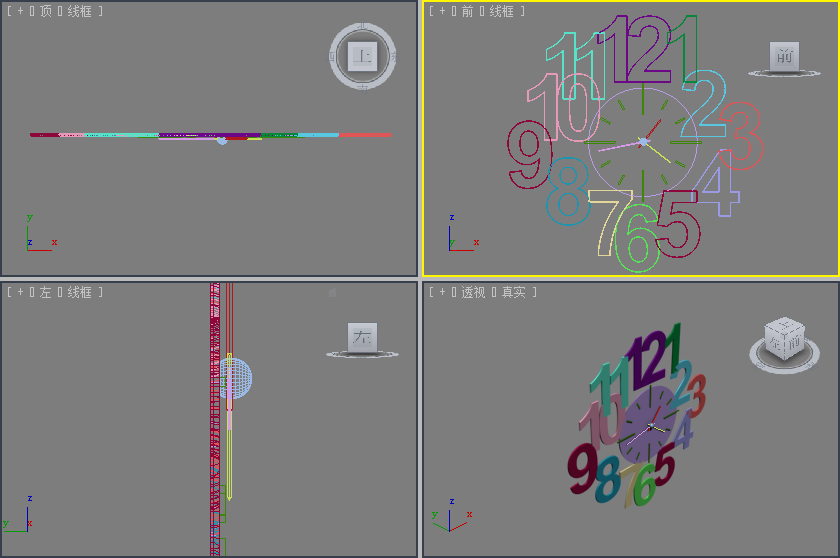 [ + ▯ 顶 ▯ 线框 ]
上
南
y
z
x
[ + ▯ 前 ▯ 线框 ]
前
12
1
2
3
4
5
6
7
8
9
10
11
z
y
x
[ + ▯ 左 ▯ 线框 ]
左
z
y
x
[ + ▯ 透视 ▯ 真实 ]
左
前
12
1
2
3
4
5
6
7
8
9
10
11
z
y
x